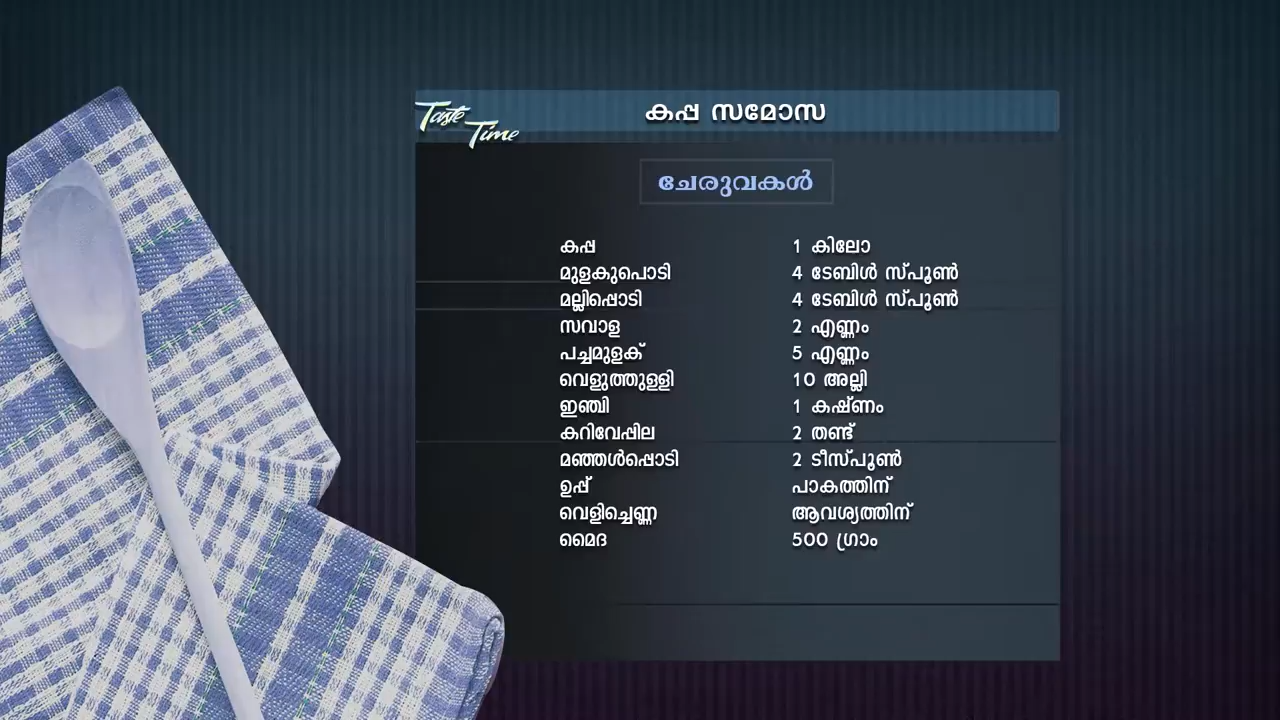 Taste Time
കപ്പ സമോസ
ചേരുവകൾ
കപ്പ 1 കിലോ
മുളകുപൊടി 4 ടേബിൾ സ്പൂൺ
മല്ലിപ്പൊടി 4 ടേബിൾ സ്പൂൺ
സവാള 2 എണ്ണം
പച്ചമുളക് 5 എണ്ണം
വെളുത്തുള്ളി 10 അല്ലി
ഇഞ്ചി 1 കഷ്ണം
കറിവേപ്പില 2 തണ്ട്
മഞ്ഞൾപ്പൊടി 2 ടീസ്പൂൺ
ഉപ്പ് പാകത്തിന്
വെളിച്ചെണ്ണ ആവശ്യത്തിന്
മൈദ 500 ഗ്രാം